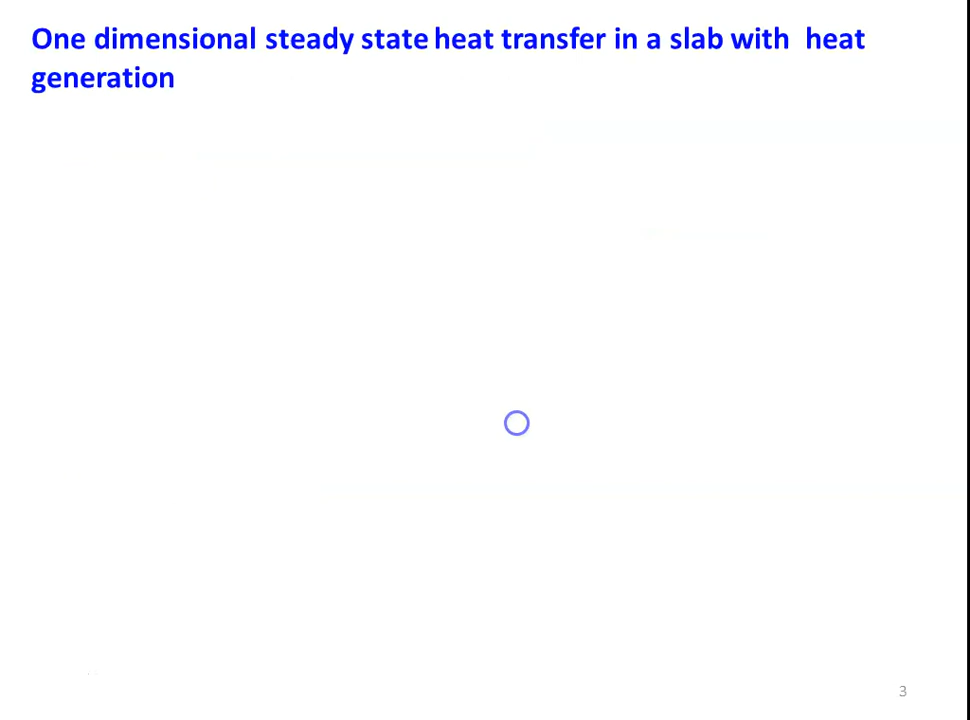 One dimensional steady state heat transfer in a slab with heat
generation
3